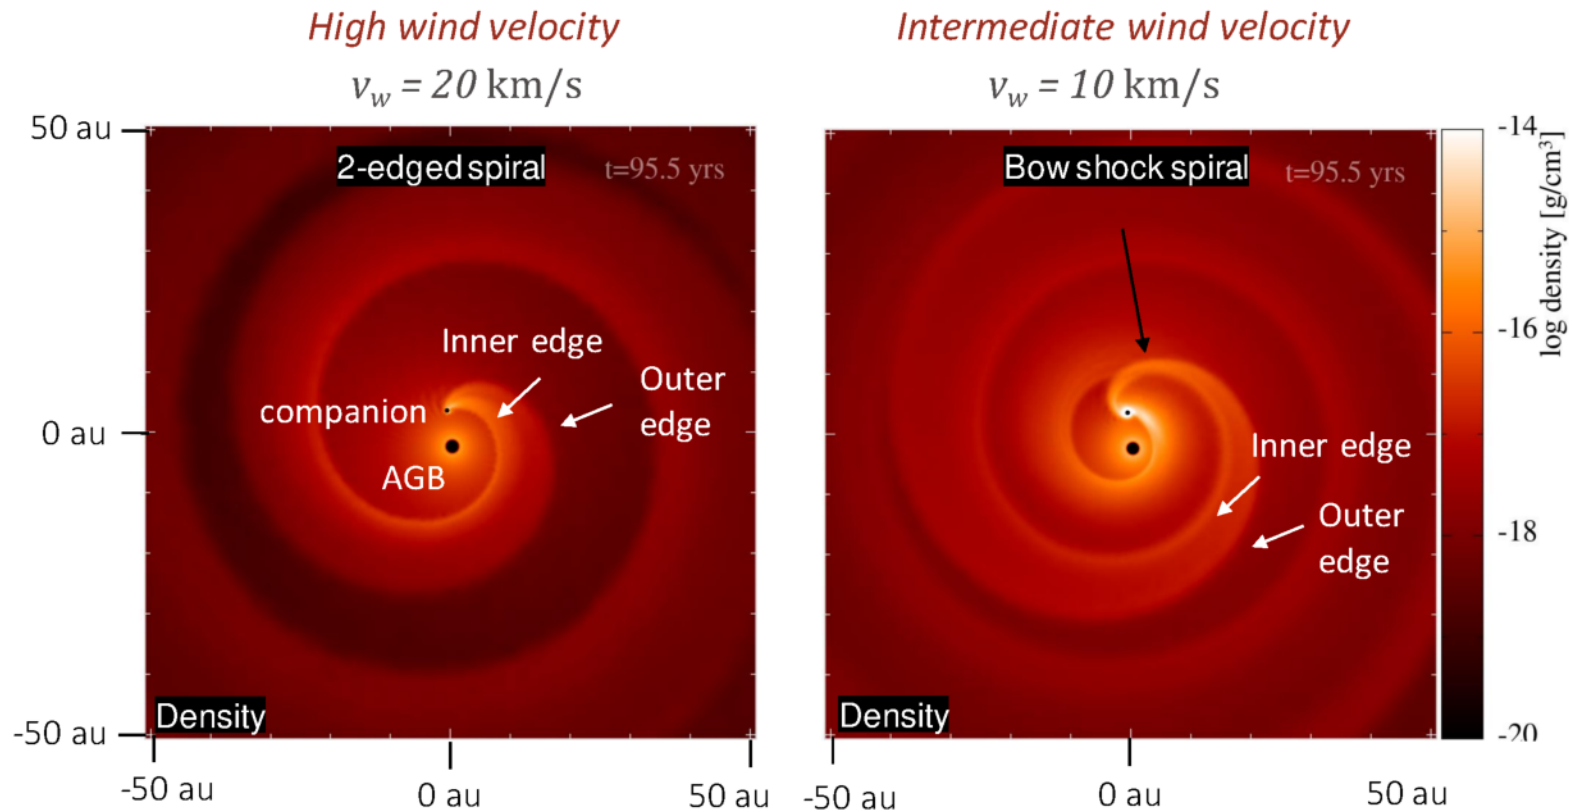 High wind velocity
v_w = 20 km/s
Intermediate wind velocity
v_w = 10 km/s
50 au
0 au
-50 au
2-edged spiral
t=95.5 yrs
Inner edge
Outer
edge
companion
AGB
Density
-50 au
0 au
50 au
Bow shock spiral
t=95.5 yrs
Inner edge
Outer
edge
Density
-50 au
0 au
50 au
-14
-16
-18
-20
log density [g/cm³]